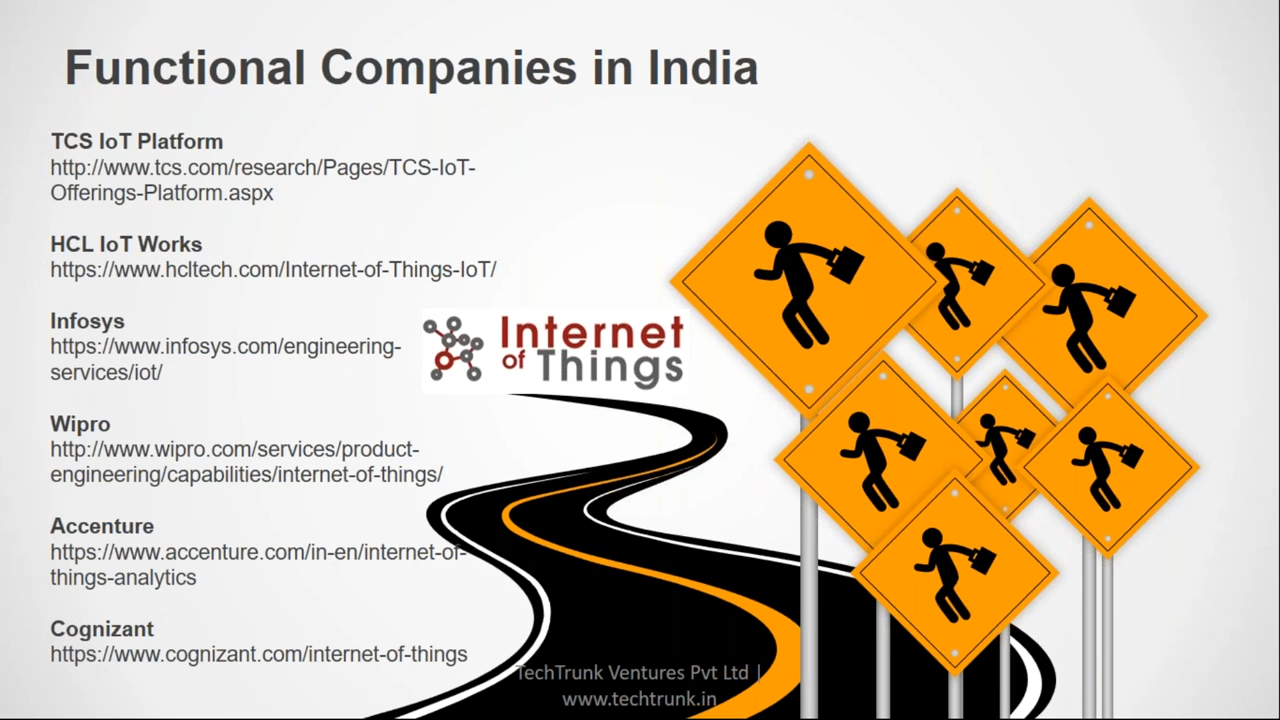 Functional Companies in India
TCS IoT Platform
http://www.tcs.com/research/Pages/TCS-IoT-
Offerings-Platform.aspx
HCL IoT Works
https://www.hcltech.com/Internet-of-Things-IoT/
Infosys
https://www.infosys.com/engineering-
services/iot/
Wipro
http://www.wipro.com/services/product-
engineering/capabilities/internet-of-things/
Accenture
https://www.accenture.com/in-en/internet-of-
things-analytics
Cognizant
https://www.cognizant.com/internet-of-things
Internet
of Things
TechTrunk Ventures Pvt Ltd |
www.techtrunk.in